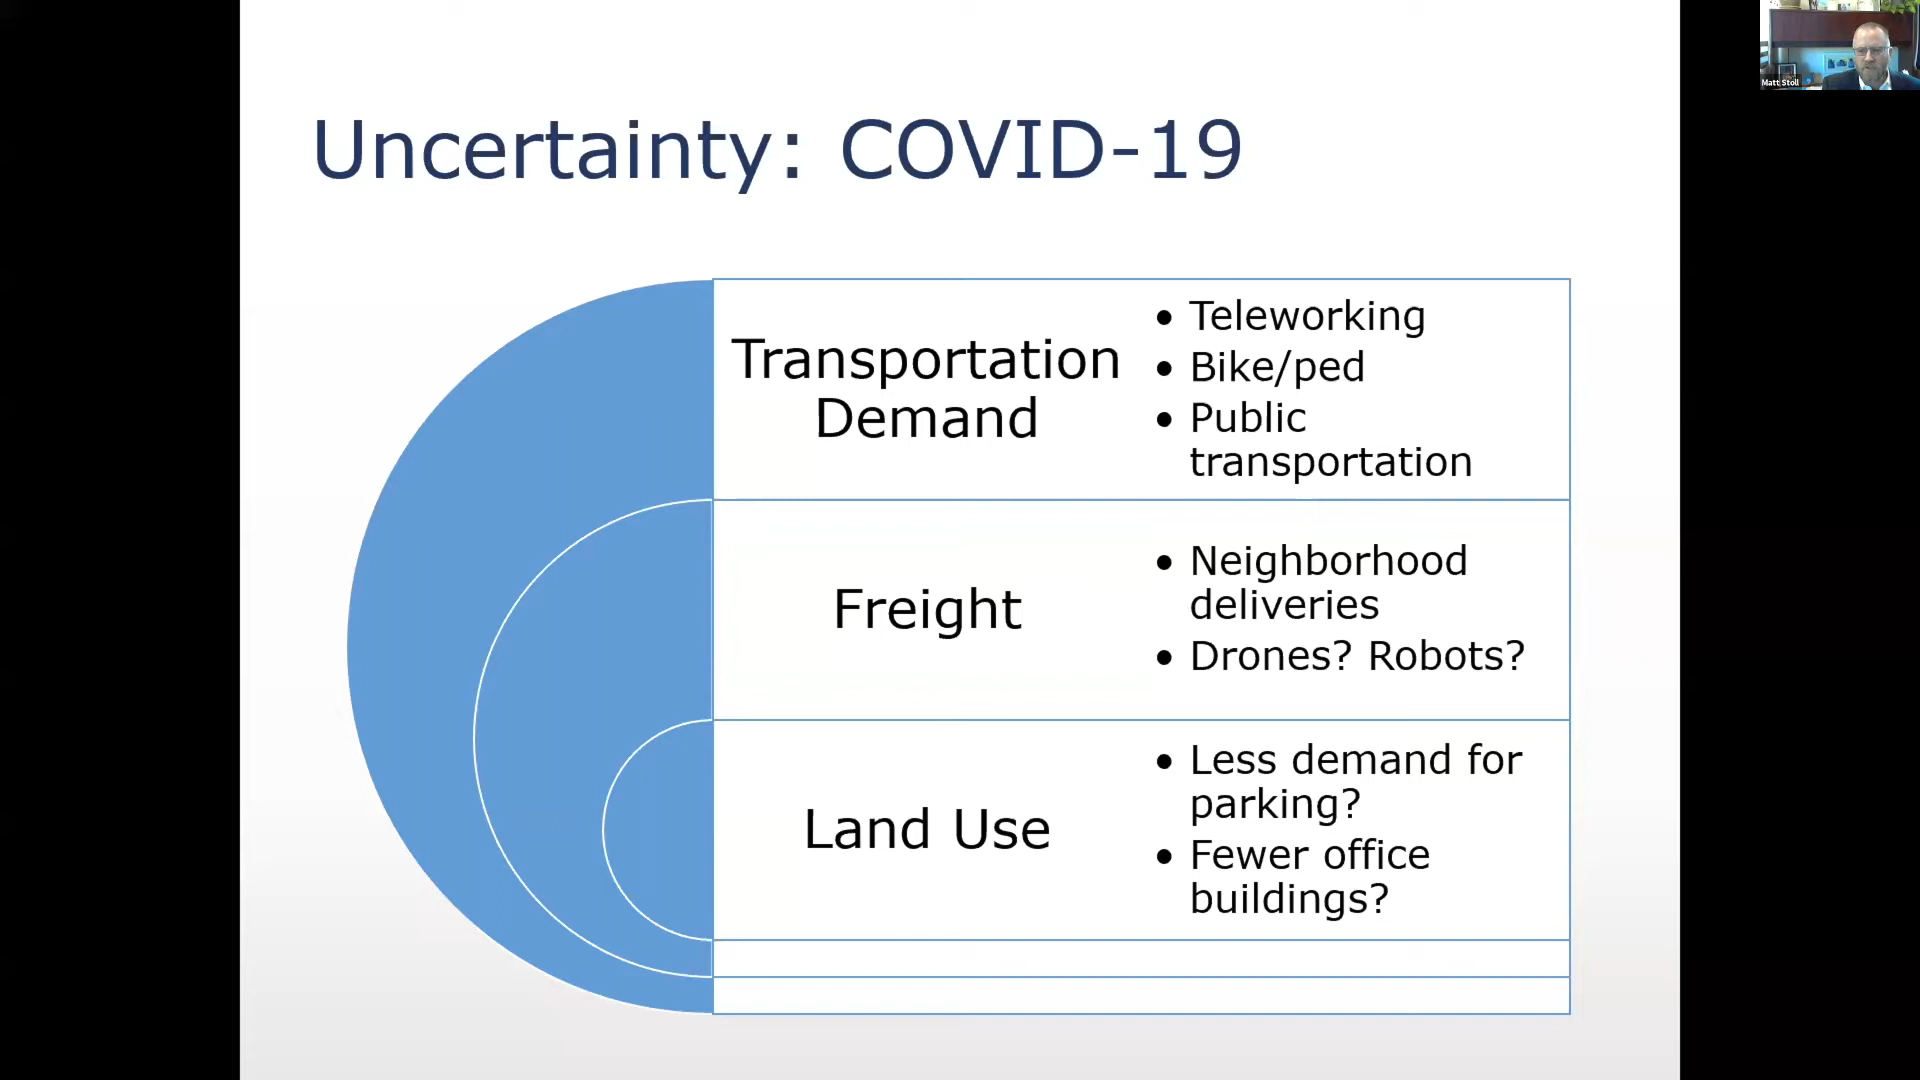 Matt Stoll
Uncertainty: COVID-19
Transportation
Demand
• Teleworking
• Bike/ped
• Public
transportation
Freight
• Neighborhood
deliveries
• Drones? Robots?
Land Use
• Less demand for
parking?
• Fewer office
buildings?